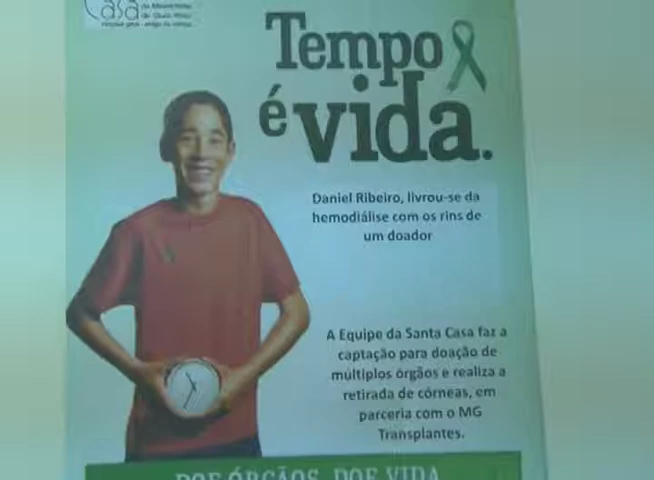 Casa
Tempo
é vida.
Daniel Ribeiro, livrou-se da
hemodiálise com os rins de
um doador
A Equipe da Santa Casa faz a
captação para doação de
múltiplos órgãos e realiza a
retirada de córneas, em
parceria com o MG
Transplantes.
DOE ÓRGÃOS, DOE VIDA